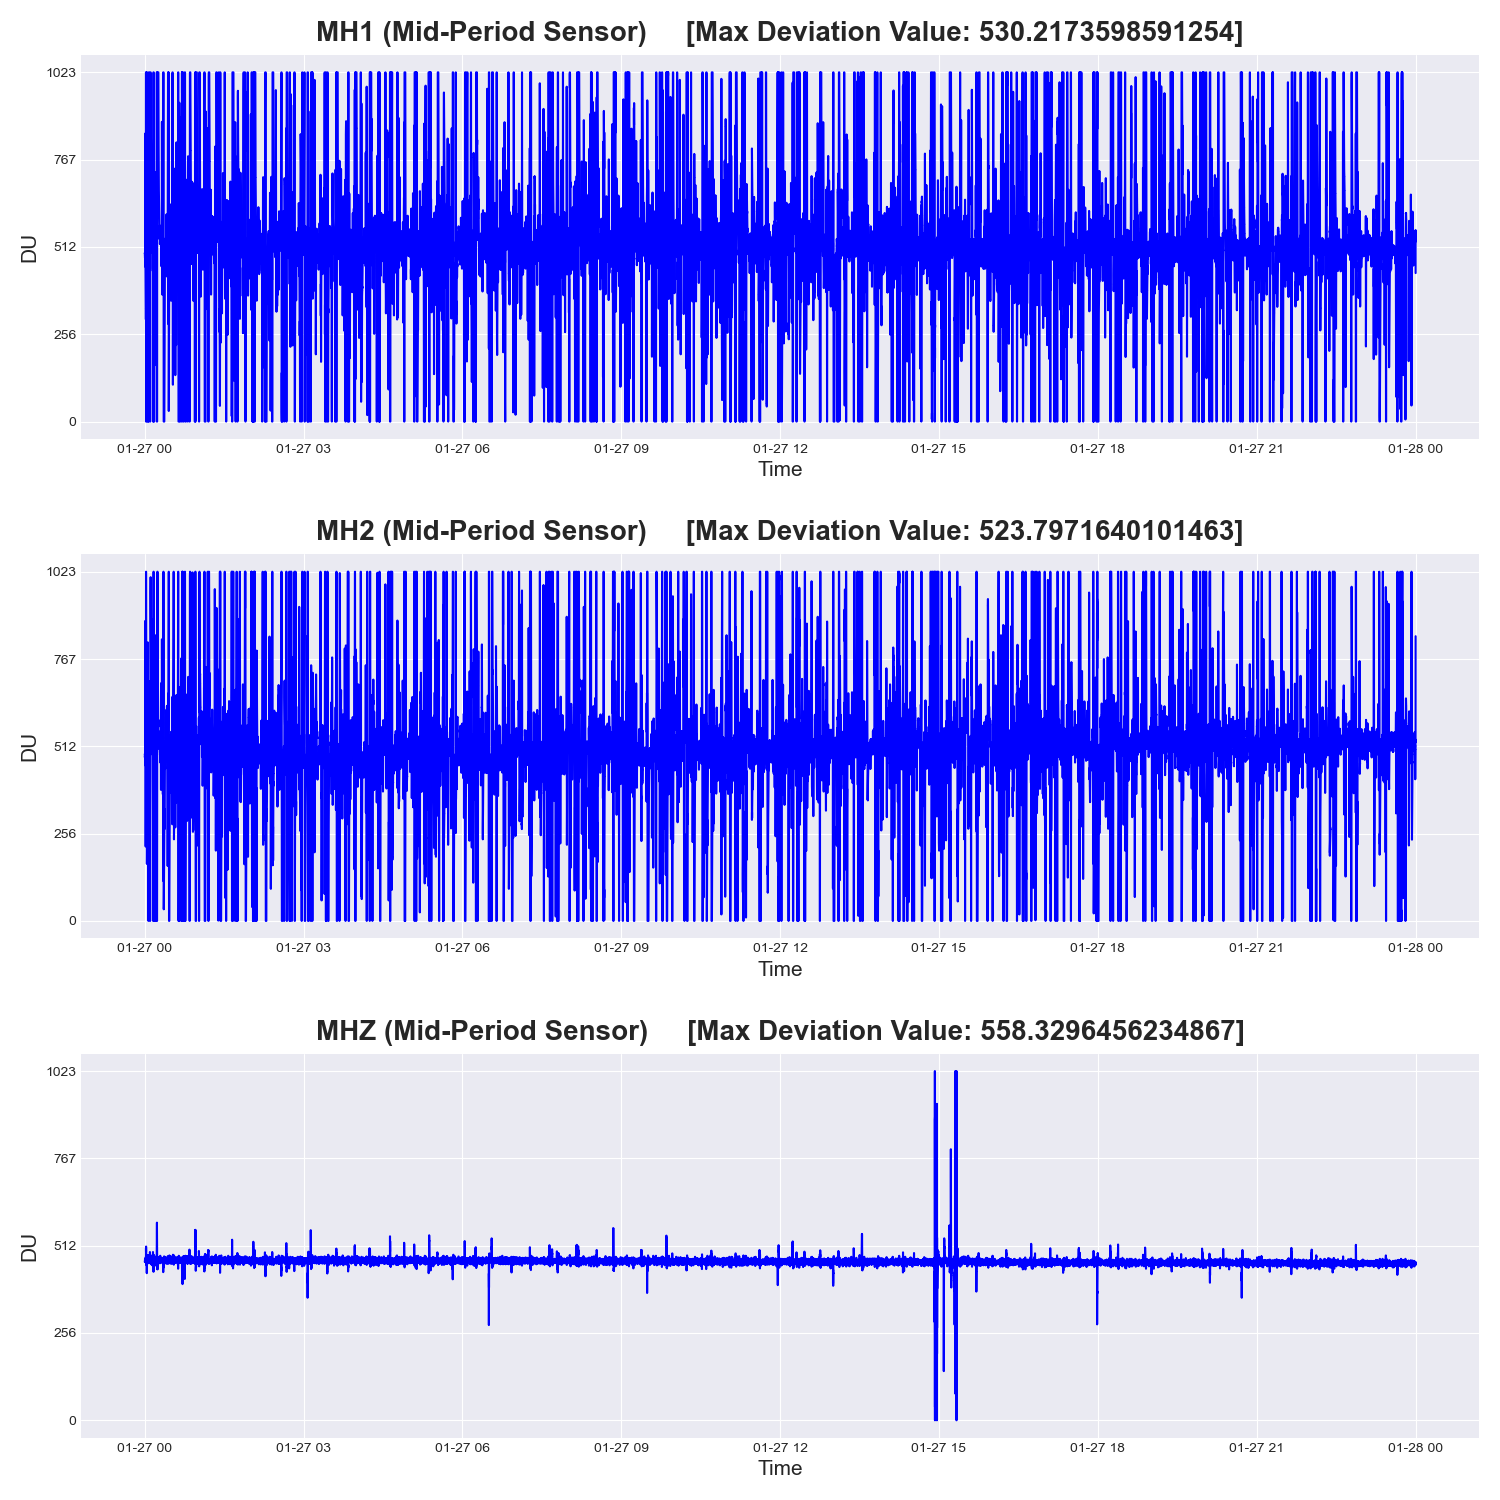 MH1 (Mid-Period Sensor)     [Max Deviation Value: 530.2173598591254]
1023
767
512
256
0
DU
01-27 00 01-27 03 01-27 06 01-27 09 01-27 12 01-27 15 01-27 18 01-27 21 01-28 00
Time
MH2 (Mid-Period Sensor)     [Max Deviation Value: 523.7971640101463]
1023
767
512
256
0
DU
01-27 00 01-27 03 01-27 06 01-27 09 01-27 12 01-27 15 01-27 18 01-27 21 01-28 00
Time
MHZ (Mid-Period Sensor)     [Max Deviation Value: 558.3296456234867]
1023
767
512
256
0
DU
01-27 00 01-27 03 01-27 06 01-27 09 01-27 12 01-27 15 01-27 18 01-27 21 01-28 00
Time